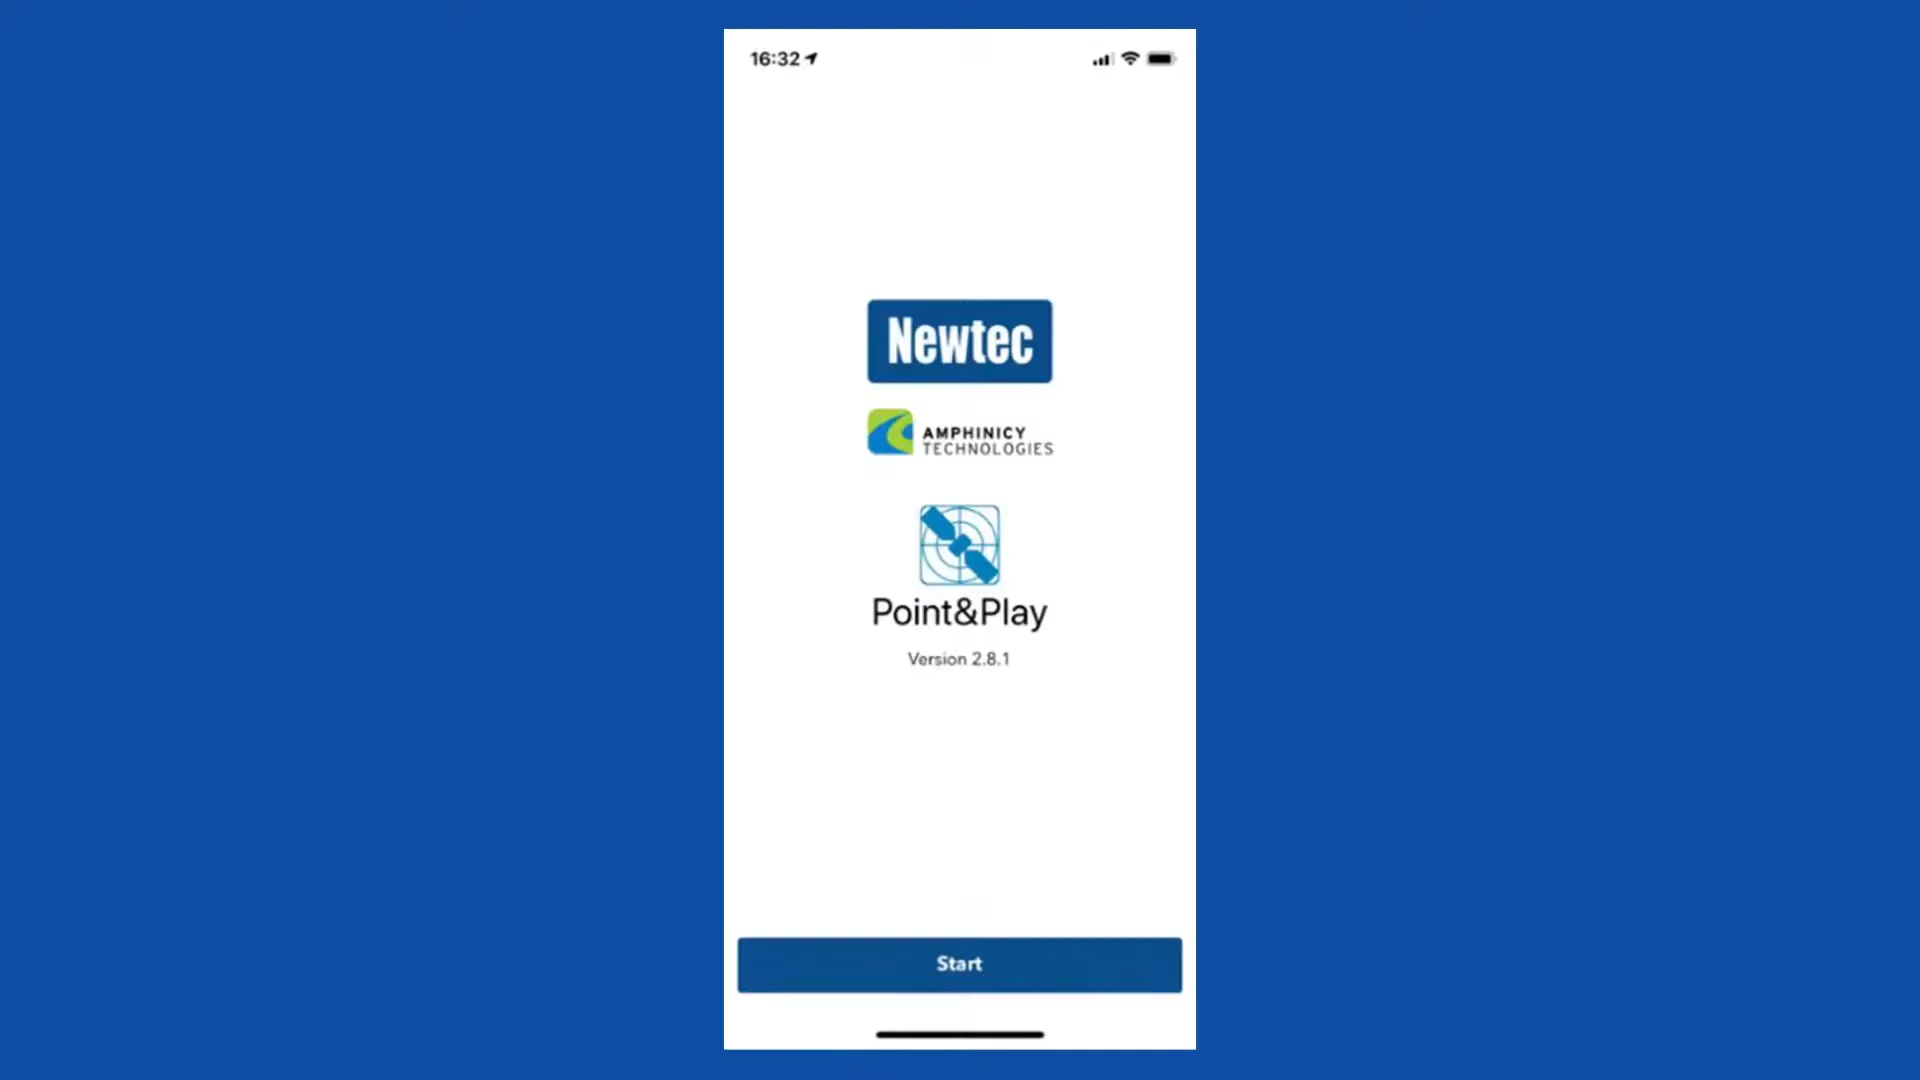 16:32
Newtec
AMPHINICY
TECHNOLOGIES
Point&Play
Version 2.8.1
Start